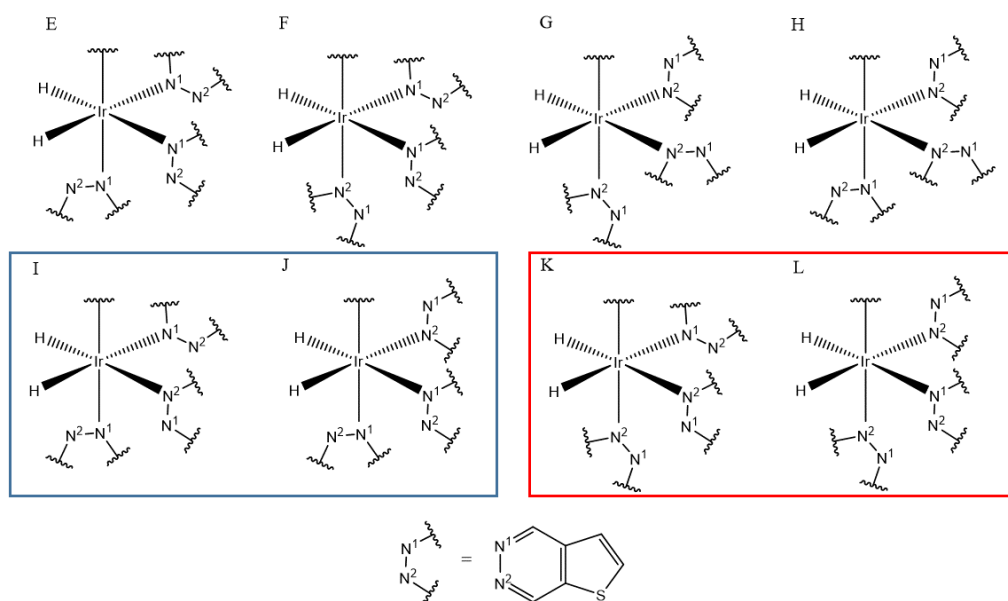 E
H N¹ N²
Ir
H N¹
N²
N² N¹
F
H N¹ N²
Ir
H N¹
N²
N²
N¹
G
N¹
H N²
Ir
H N² N¹
N²
N¹
H
N¹
H N²
Ir
H N² N¹
N² N¹
I
H N¹ N²
Ir
H N²
N¹
N² N¹
J
N¹
H N²
Ir
H N¹
N²
N² N¹
K
H N¹ N²
Ir
H N²
N¹
N²
N¹
L
N¹
H N²
Ir
H N¹
N²
N²
N¹
N¹ N¹
=
N² N²
S